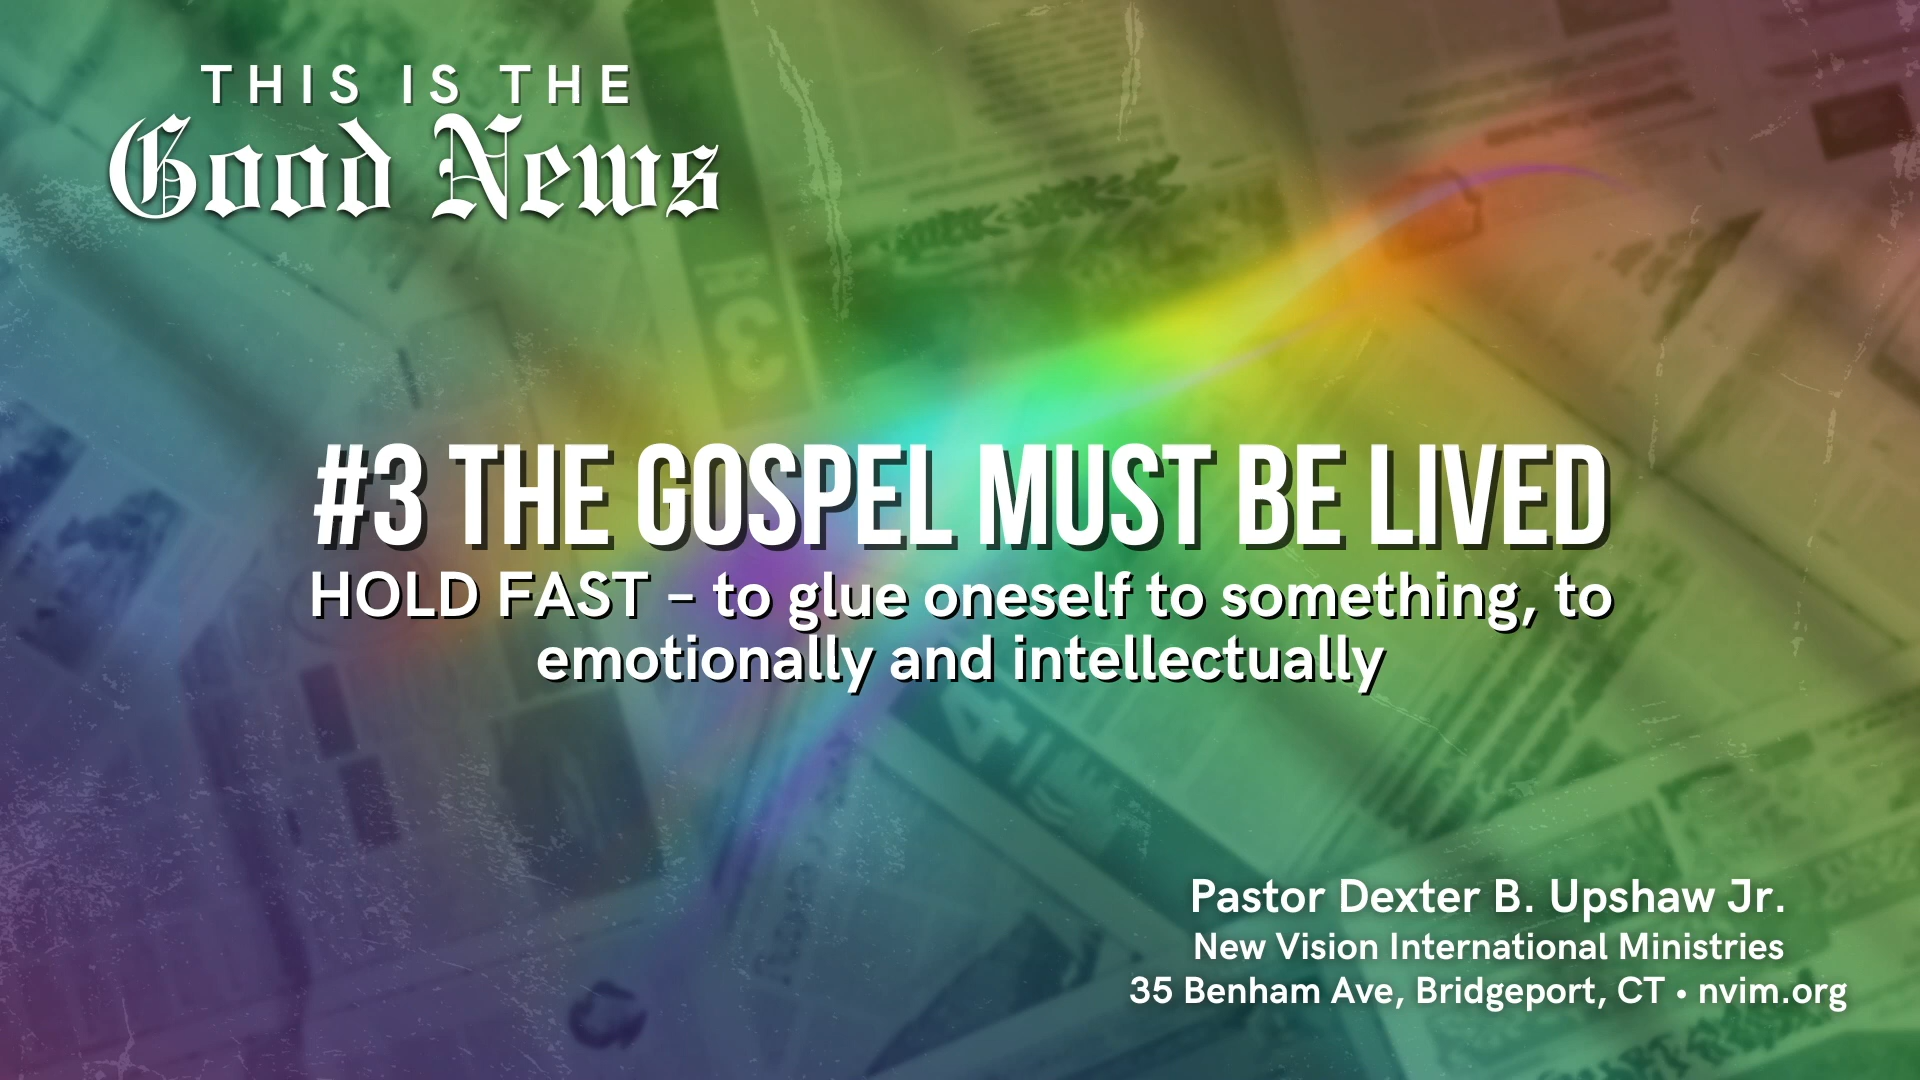 THIS IS THE
Good News
#3 THE GOSPEL MUST BE LIVED
HOLD FAST – to glue oneself to something, to
emotionally and intellectually
Pastor Dexter B. Upshaw Jr.
New Vision International Ministries
35 Benham Ave, Bridgeport, CT • nvim.org